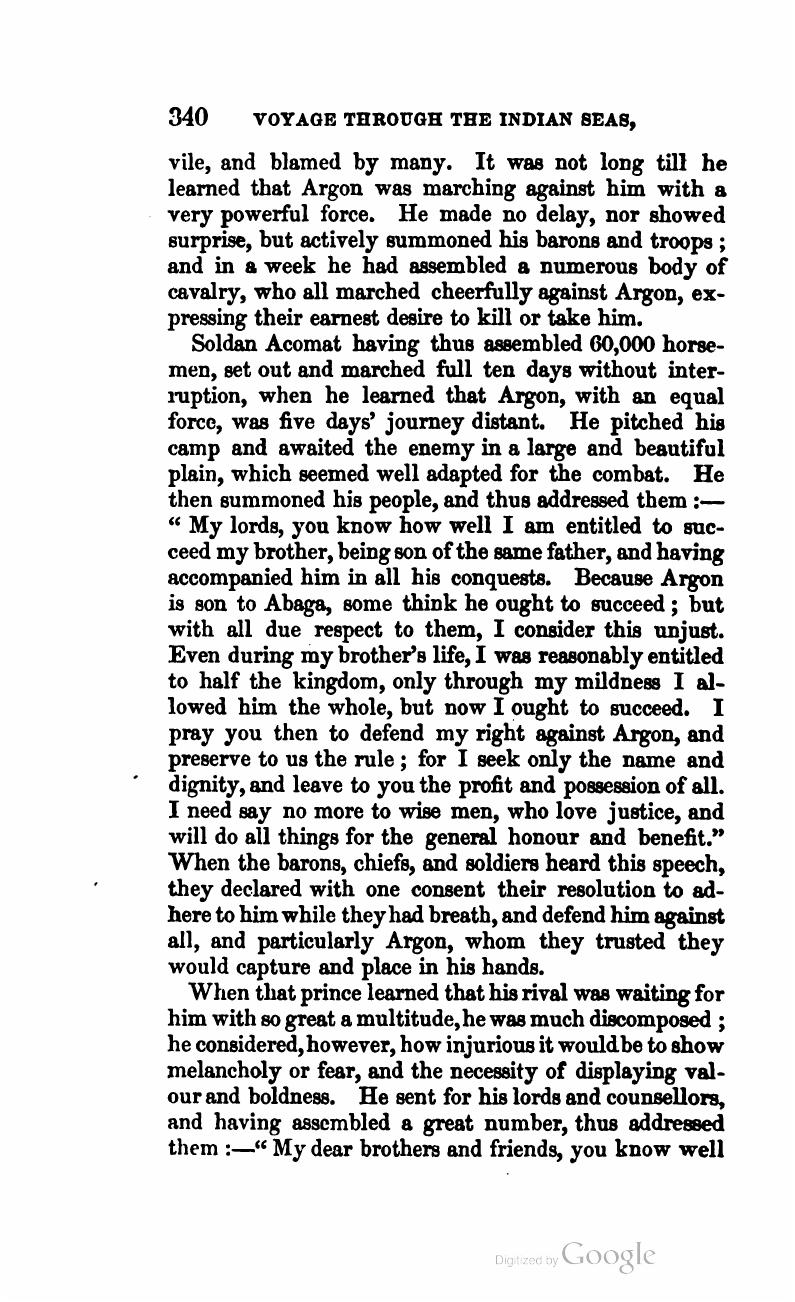 340 VOYAGE THROUGH THE INDIAN SEAS,
vile, and blamed by many. It was not long till he
learned that Argon was marching against him with a
very powerful force. He made no delay, nor showed
surprise, but actively summoned his barons and troops ;
and in a week he had assembled a numerous body of
cavalry, who all marched cheerfully against Argon, ex-
pressing their earnest desire to kill or take him.
Soldan Acomat having thus assembled 60,000 horse-
men, set out and marched full ten days without inter-
ruption, when he learned that Argon, with an equal
force, was five days' journey distant. He pitched his
camp and awaited the enemy in a large and beautiful
plain, which seemed well adapted for the combat. He
then summoned his people, and thus addressed them :—
“ My lords, you know how well I am entitled to suc-
ceed my brother, being son of the same father, and having
accompanied him in all his conquests. Because Argon
is son to Abaga, some think he ought to succeed ; but
with all due respect to them, I consider this unjust.
Even during my brother's life, I was reasonably entitled
to half the kingdom, only through my mildness I al-
lowed him the whole, but now I ought to succeed. I
pray you then to defend my right against Argon, and
preserve to us the rule ; for I seek only the name and
dignity, and leave to you the profit and possession of all.
I need say no more to wise men, who love justice, and
will do all things for the general honour and benefit.”
When the barons, chiefs, and soldiers heard this speech,
they declared with one consent their resolution to ad-
here to him while they had breath, and defend him against
all, and particularly Argon, whom they trusted they
would capture and place in his hands.
When that prince learned that his rival was waiting for
him with so great a multitude, he was much discomposed ;
he considered, however, how injurious it would be to show
melancholy or fear, and the necessity of displaying val-
our and boldness. He sent for his lords and counsellors,
and having assembled a great number, thus addressed
them :—“ My dear brothers and friends, you know well
Digitized by Google